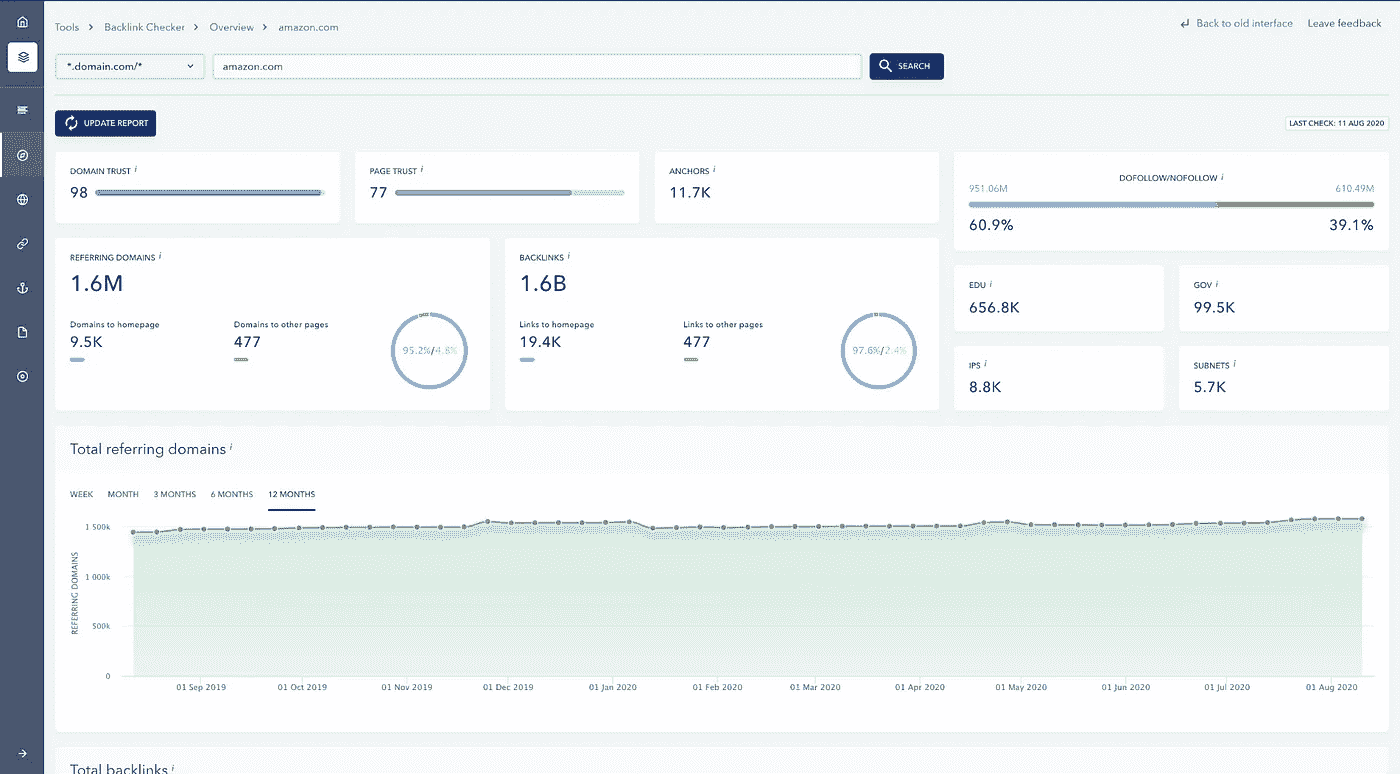 Tools > Backlink Checker > Overview > amazon.com
Back to old interface Leave feedback
*.domain.com/* amazon.com SEARCH
UPDATE REPORT
LAST CHECK: 11 AUG 2020
DOMAIN TRUST i
98
PAGE TRUST i
77
ANCHORS i
11.7K
DOFOLLOW/NOFOLLOW i
951.06M 610.49M
60.9% 39.1%
REFERRING DOMAINS i
1.6M
Domains to homepage Domains to other pages
9.5K 477
95.2%/4.8%
BACKLINKS i
1.6B
Links to homepage Links to other pages
19.4K 477
97.6%/2.4%
EDU i
656.8K
GOV i
99.5K
IPS i
8.8K
SUBNETS i
5.7K
Total referring domains i
WEEK MONTH 3 MONTHS 6 MONTHS 12 MONTHS
REFERRING DOMAINS
1 500k
1 000k
500k
0
01 Sep 2019 01 Oct 2019 01 Nov 2019 01 Dec 2019 01 Jan 2020 01 Feb 2020 01 Mar 2020 01 Apr 2020 01 May 2020 01 Jun 2020 01 Jul 2020 01 Aug 2020
Total backlinks i